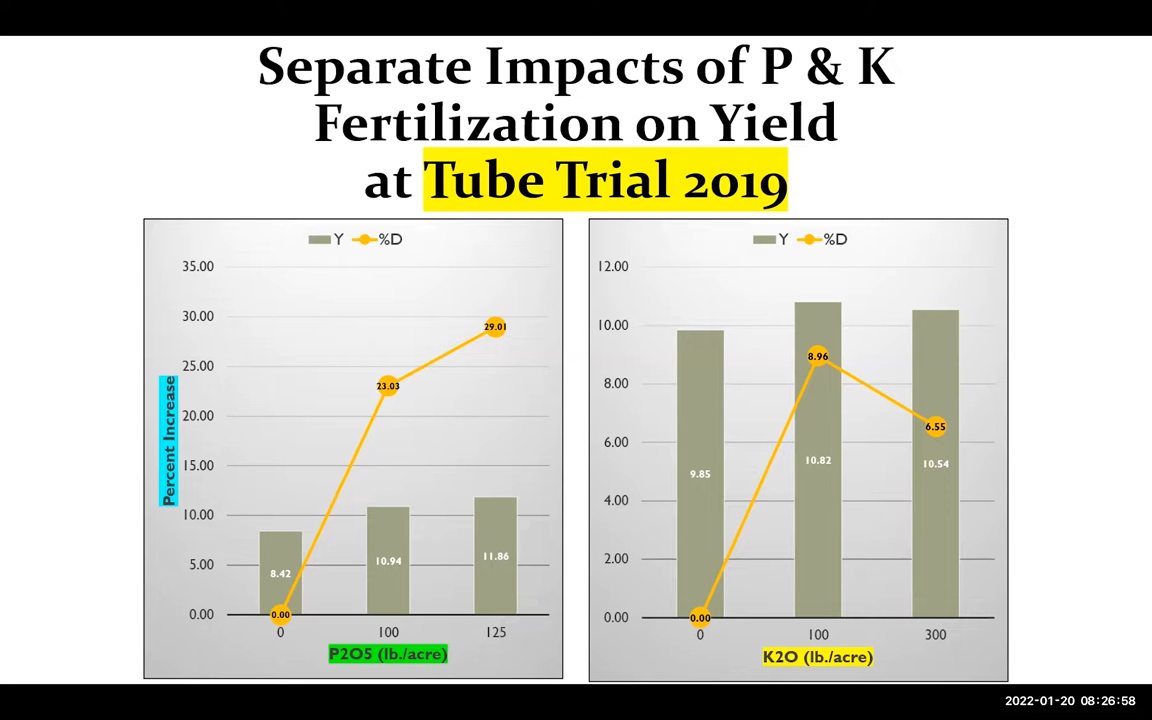 Separate Impacts of P & K
Fertilization on Yield
at Tube Trial 2019
Y %D
35.00
30.00
25.00
20.00
15.00
10.00
5.00
0.00
Percent Increase
29.01
23.03
0.00
8.42
10.94
11.86
0 100 125
P2O5 (lb./acre)
Y %D
12.00
10.00
8.00
6.00
4.00
2.00
0.00
8.96
6.55
0.00
9.85
10.82
10.54
0 100 300
K2O (lb./acre)
2022-01-20 08:26:58